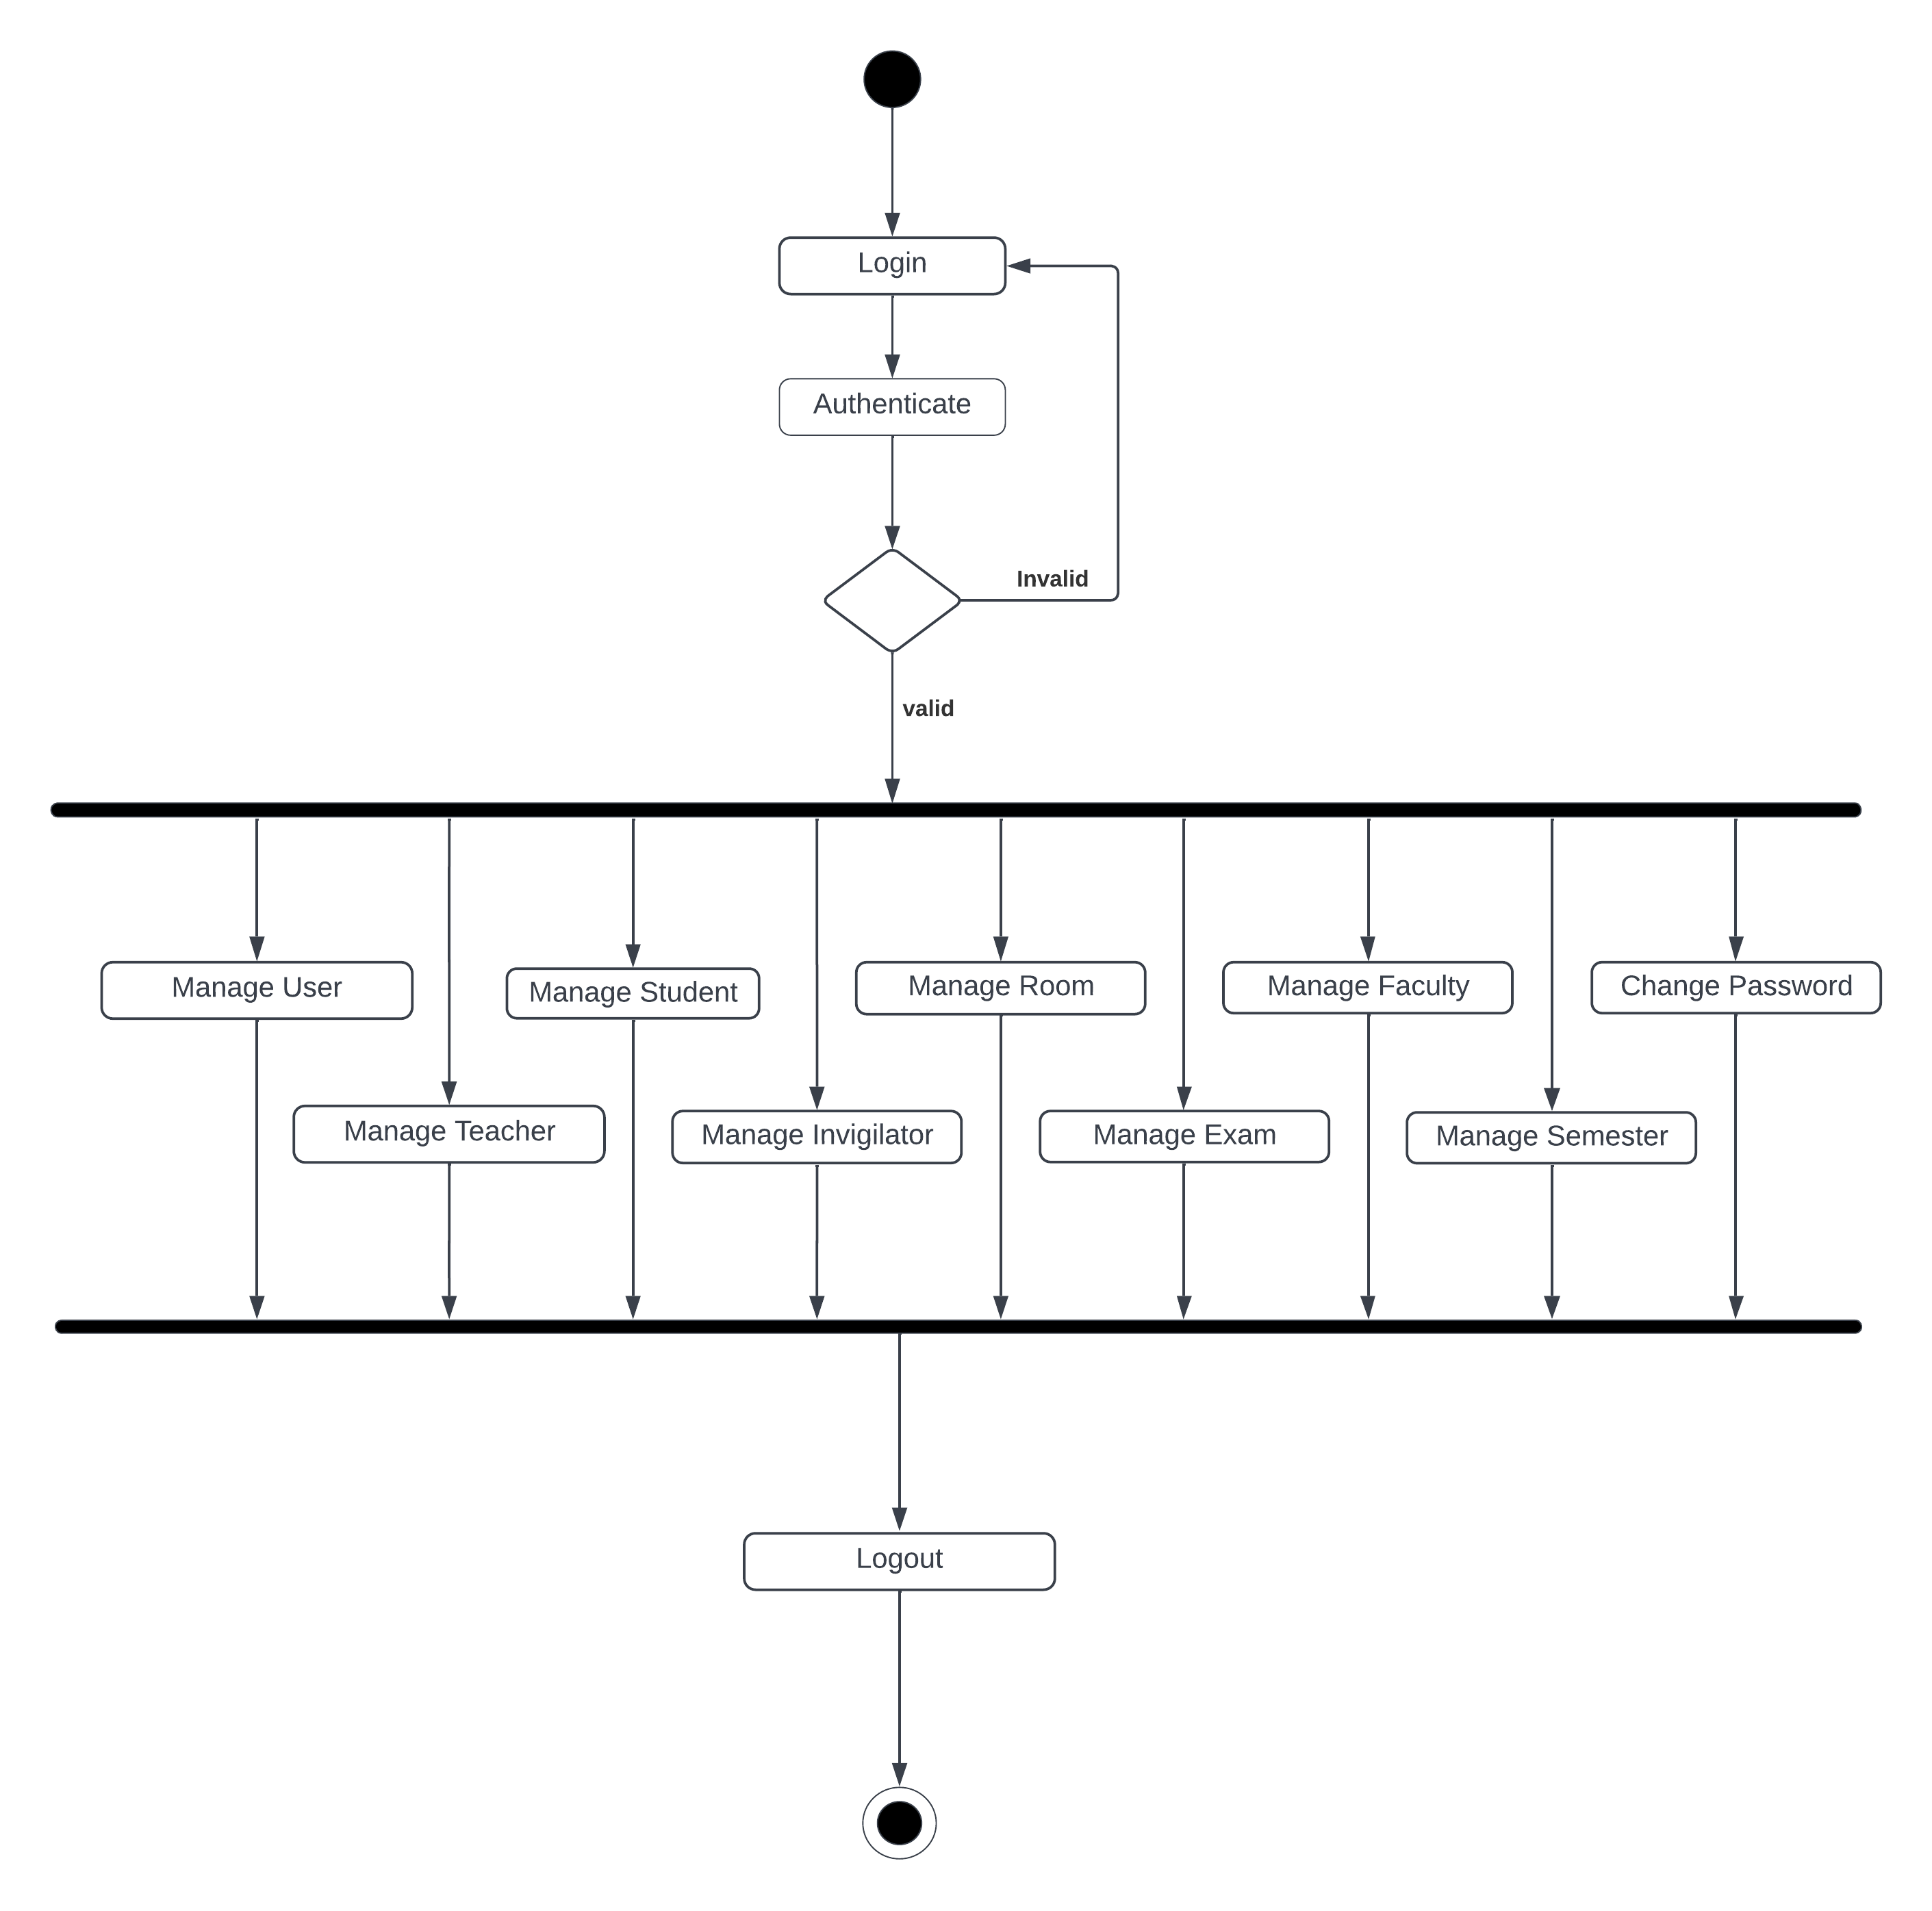 Login
Authenticate
Invalid
valid
Manage User
Manage Student
Manage Room
Manage Faculty
Change Password
Manage Teacher
Manage Invigilator
Manage Exam
Manage Semester
Logout